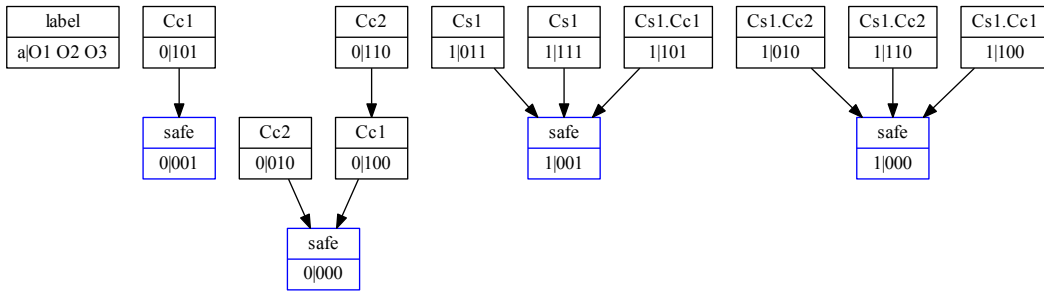 label
a|O1 O2 O3
Cc1
0|101
Cc2
0|110
Cs1
1|011
Cs1
1|111
Cs1.Cc1
1|101
Cs1.Cc2
1|010
Cs1.Cc2
1|110
Cs1.Cc1
1|100
safe
0|001
Cc2
0|010
Cc1
0|100
safe
1|001
safe
1|000
safe
0|000